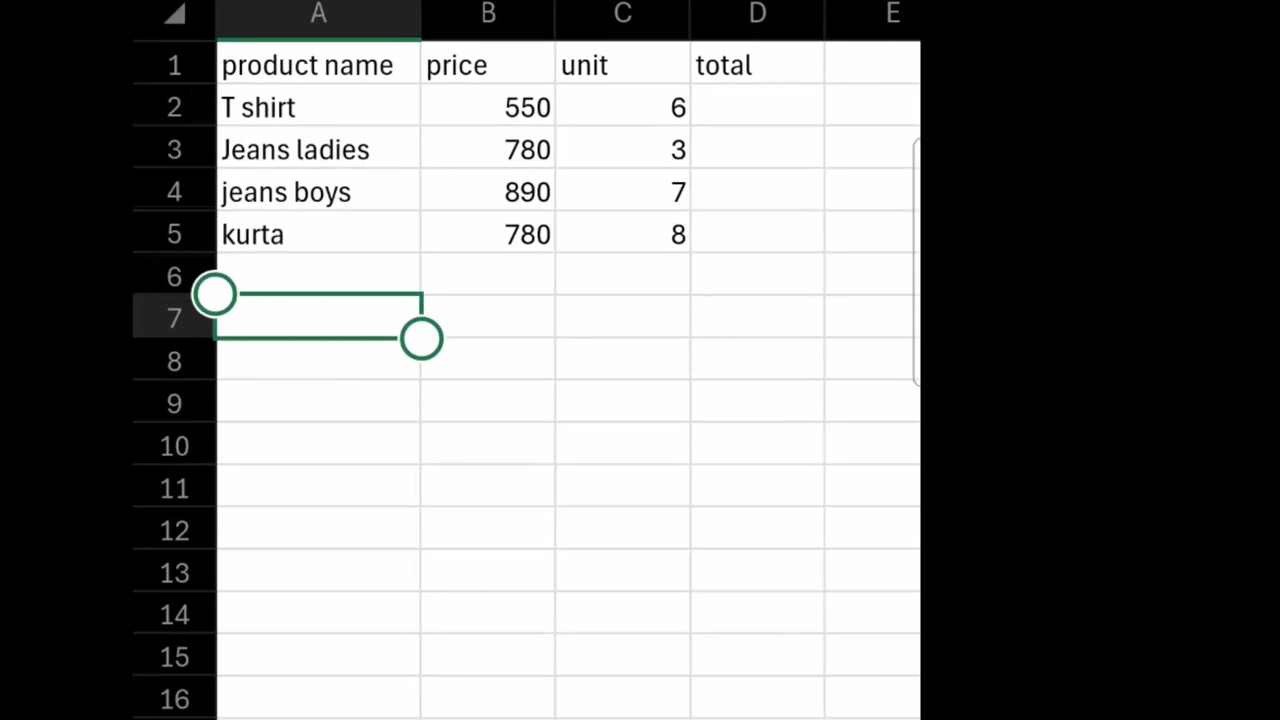 A B C D E
1 product name price unit total
2 T shirt 550 6
3 Jeans ladies 780 3
4 jeans boys 890 7
5 kurta 780 8
6
7
8
9
10
11
12
13
14
15
16